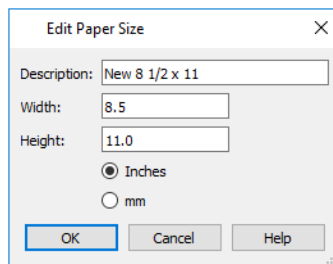 Edit Paper Size
Description: New 8 1/2 x 11
Width: 8.5
Height: 11.0
Inches
mm
OK Cancel Help